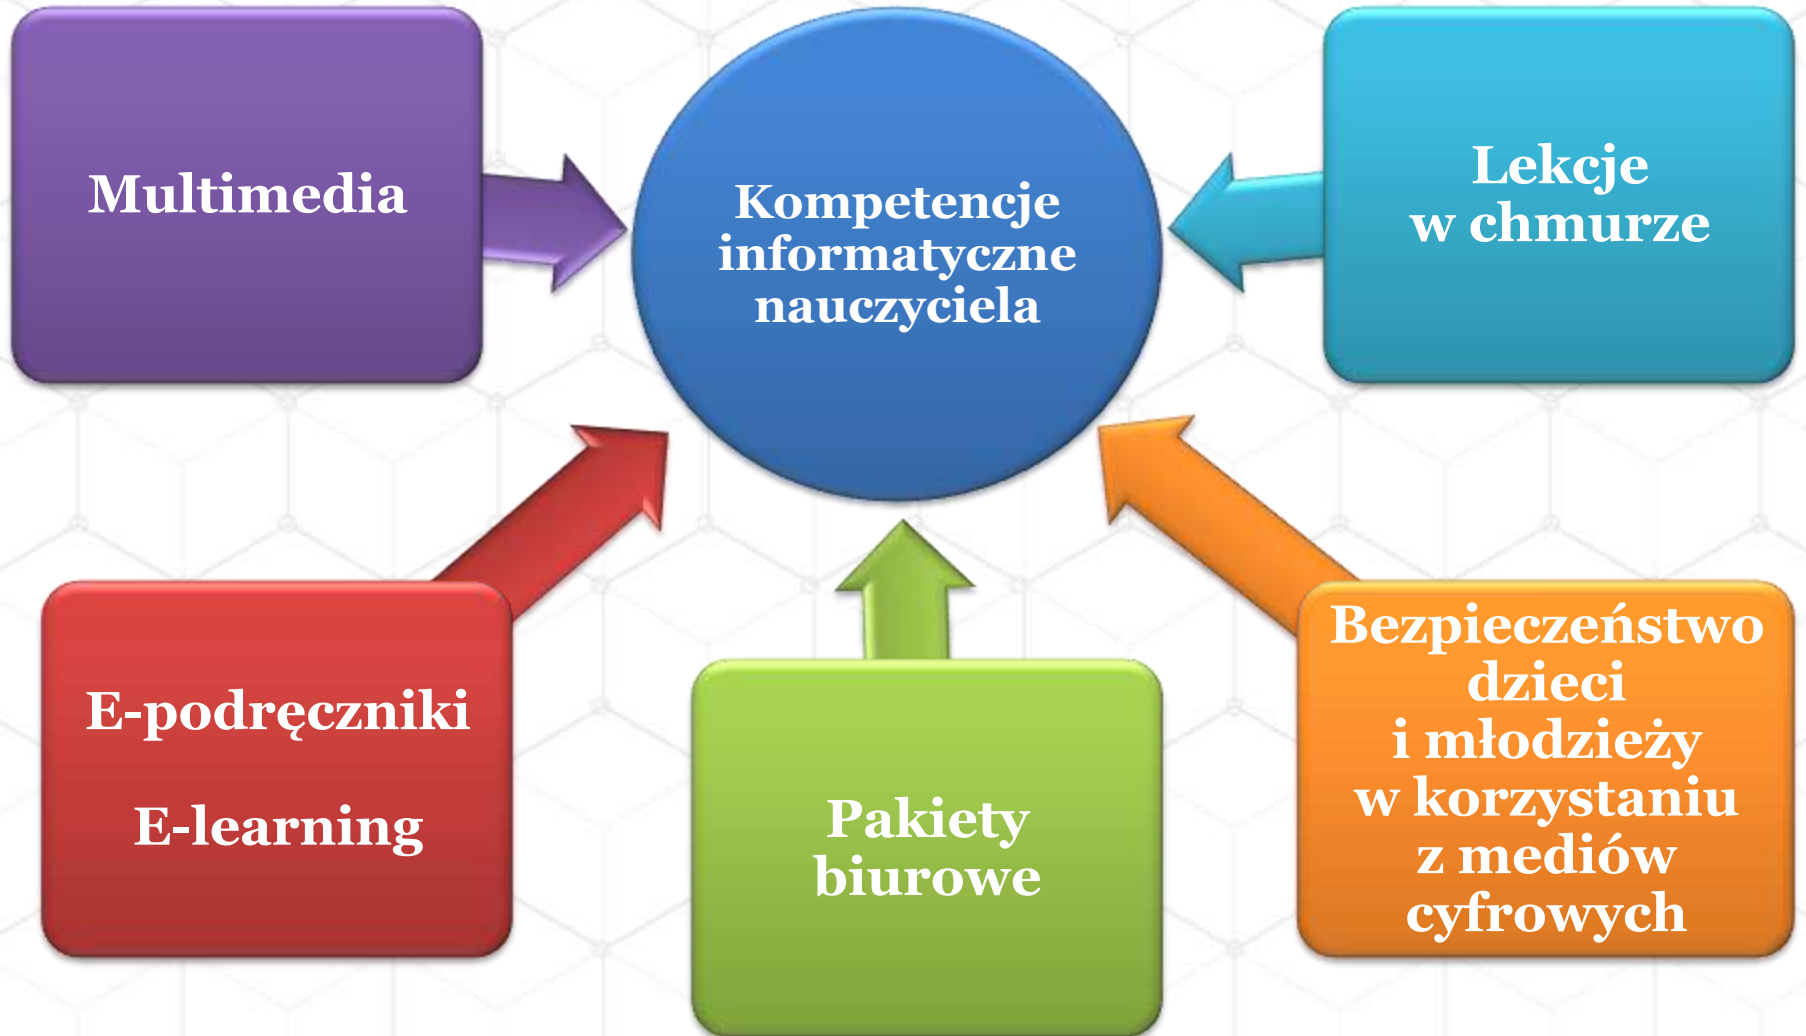 Multimedia
Kompetencje
informatyczne
nauczyciela
Lekcje
w chmurze
E-podręczniki
E-learning
Pakiety
biurowe
Bezpieczeństwo
dzieci
i młodzieży
w korzystaniu
z mediów
cyfrowych